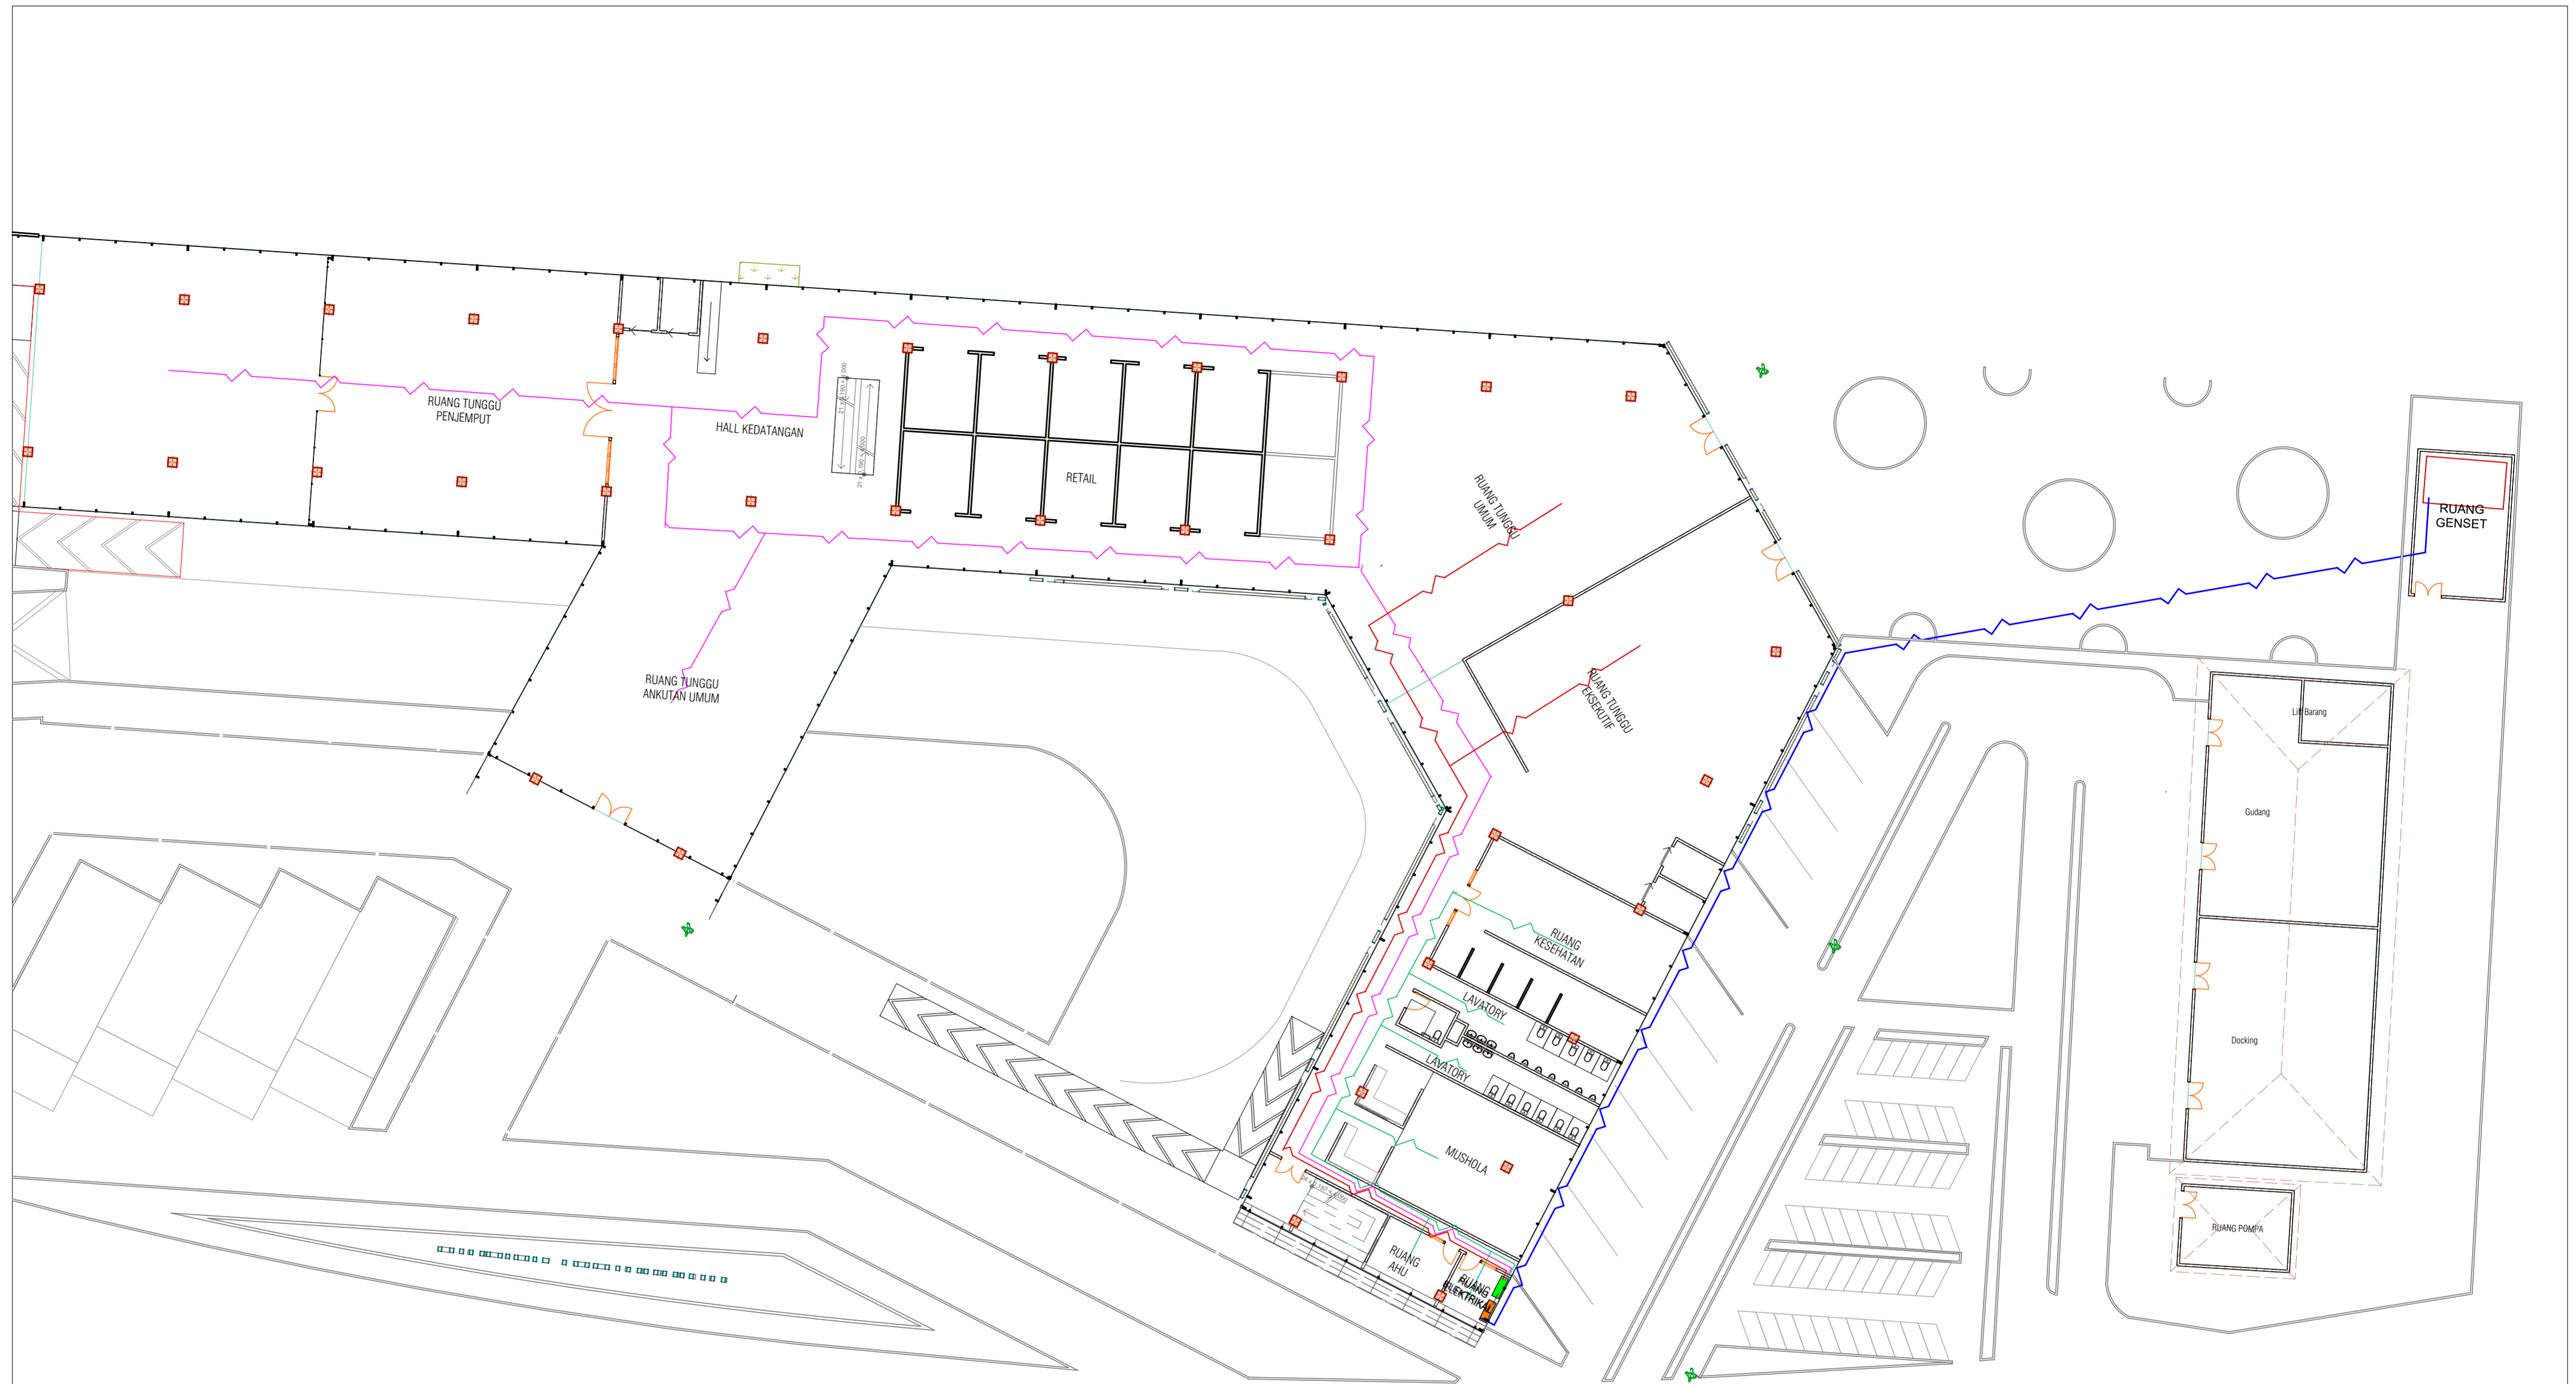 RUANG TUNGGU
PENJEMPUT
HALL KEDATANGAN
RETAIL
RUANG TUNGGU
UMUM
RUANG
GENSET
RUANG TUNGGU
ANKUTAN UMUM
RUANG TUNGGU
EKSEKUTIF
Lift Barang
Gudang
RUANG
KESEHATAN
LAVATORY
LAVATORY
Docking
MUSHOLA
RUANG POMPA
RUANG
AHU
RUANG
ELEKTRIKAL